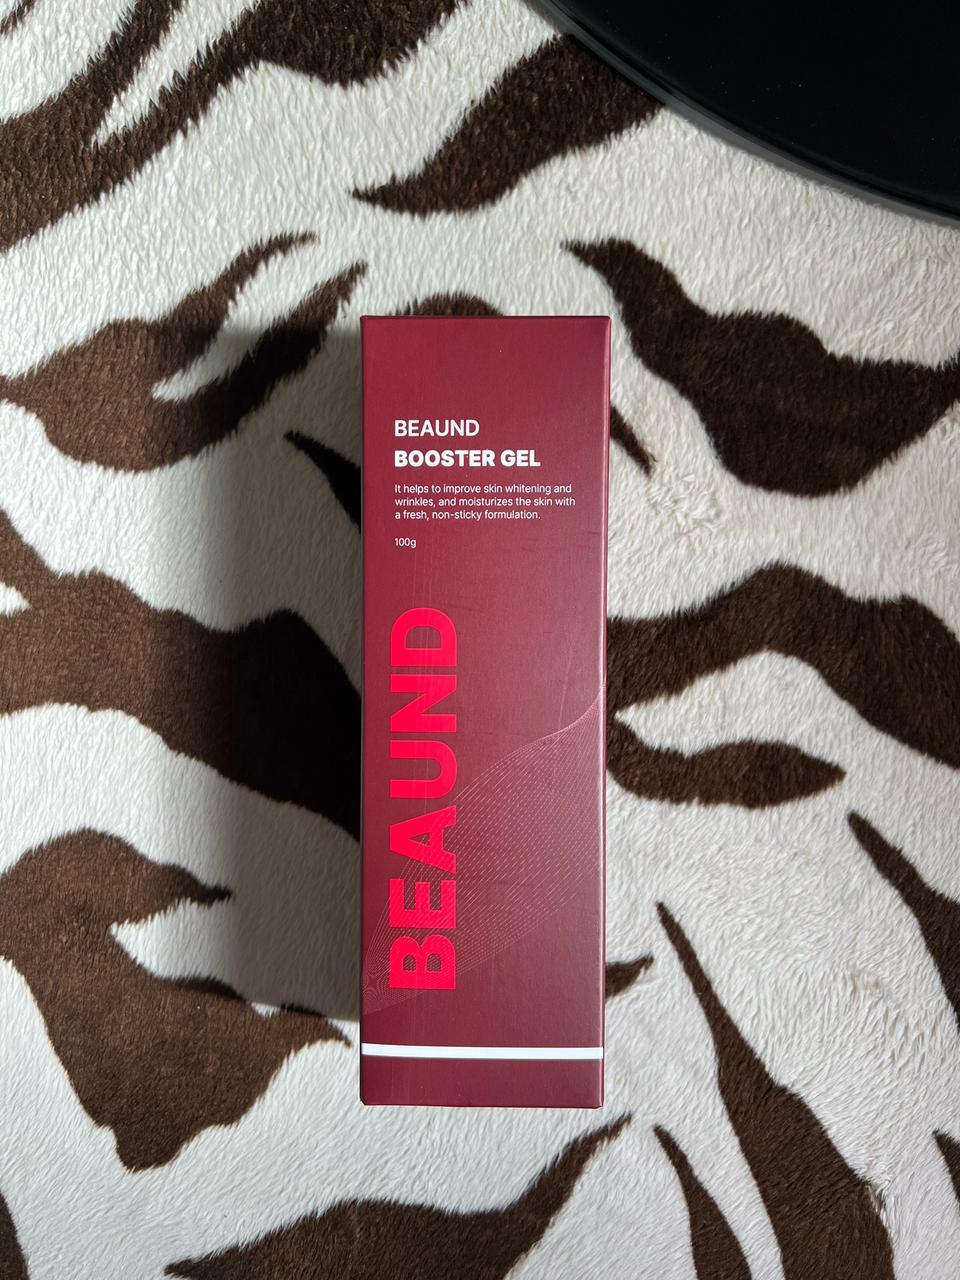 BEAUND
BOOSTER GEL
It helps to improve skin whitening and
wrinkles, and moisturizes the skin with
a fresh, non-sticky formulation.
100g
BEAUND